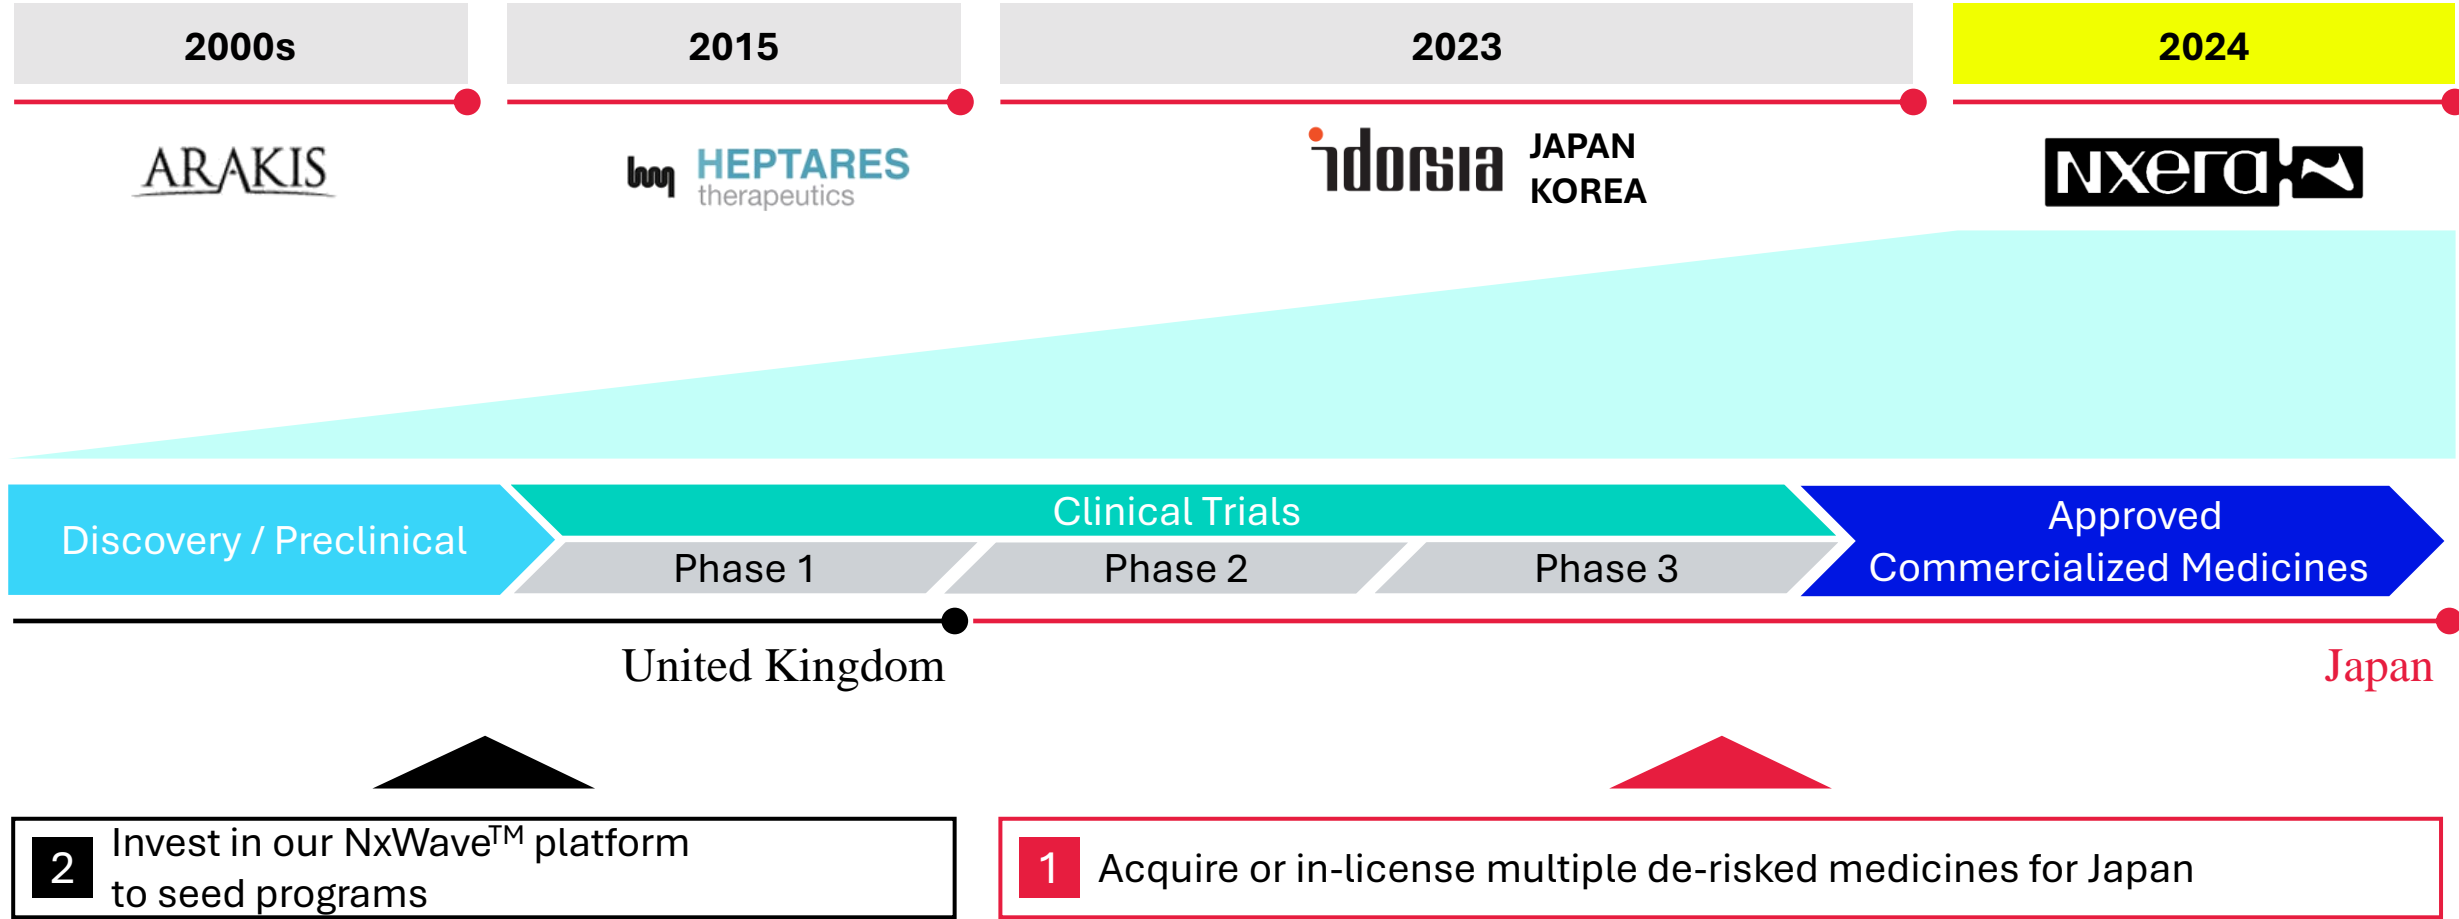 2000s
2015
2023
2024
ARAKIS
HEPTARES
therapeutics
idorsia
JAPAN
KOREA
Nxera
Discovery / Preclinical
Clinical Trials
Phase 1
Phase 2
Phase 3
Approved
Commercialized Medicines
United Kingdom
Japan
2
Invest in our NxWave™ platform
to seed programs
1
Acquire or in-license multiple de-risked medicines for Japan